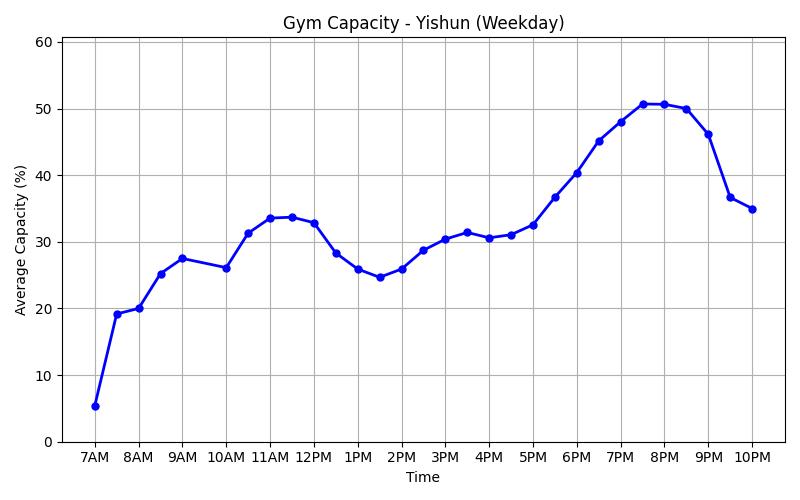 Gym Capacity - Yishun (Weekday)
Average Capacity (%)
60
50
40
30
20
10
0
7AM 8AM 9AM 10AM 11AM 12PM 1PM 2PM 3PM 4PM 5PM 6PM 7PM 8PM 9PM 10PM
Time